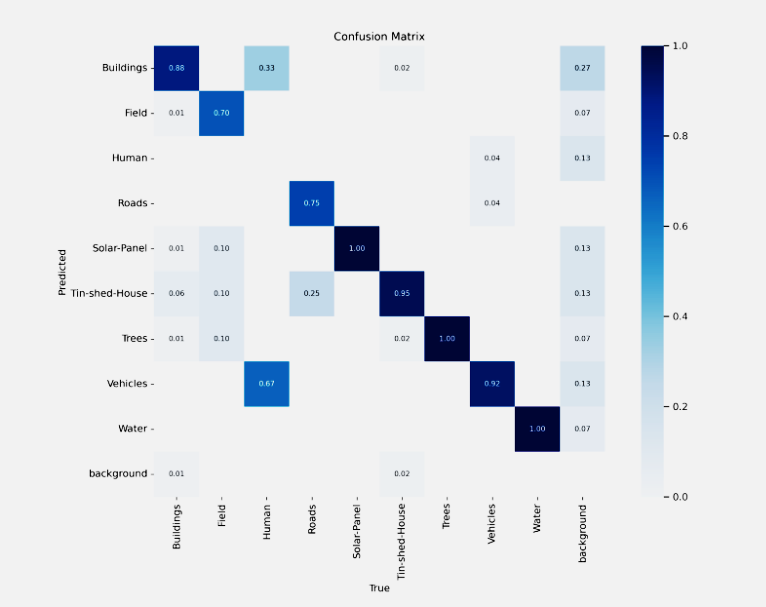 Confusion Matrix
Buildings 0.88 0.33 0.02 0.27
Field 0.01 0.70 0.07
Human 0.04 0.13
Roads 0.75 0.04
Solar-Panel 0.01 0.10 1.00 0.13
Tin-shed-House 0.06 0.10 0.25 0.95 0.13
Trees 0.01 0.10 0.02 1.00 0.07
Vehicles 0.67 0.92 0.13
Water 1.00 0.07
background 0.01 0.02
Predicted
Buildings Field Human Roads Solar-Panel Tin-shed-House Trees Vehicles Water background
True
1.0
0.8
0.6
0.4
0.2
0.0